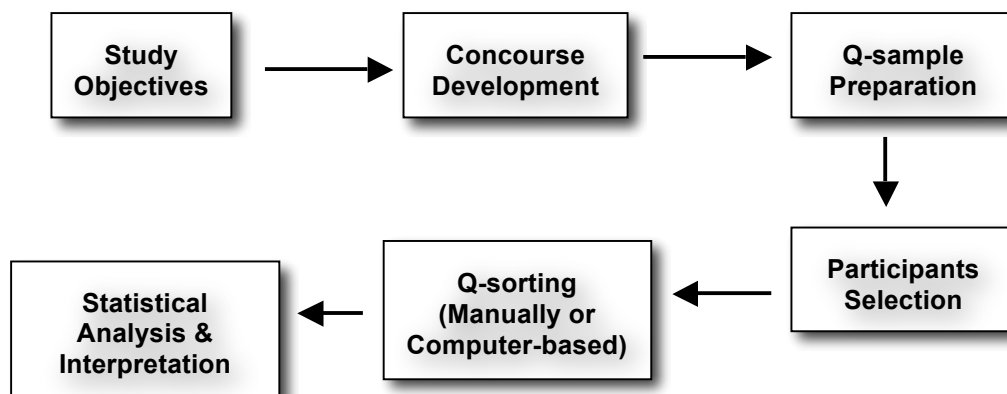 Study
Objectives
Concourse
Development
Q-sample
Preparation
Participants
Selection
Q-sorting
(Manually or
Computer-based)
Statistical
Analysis &
Interpretation